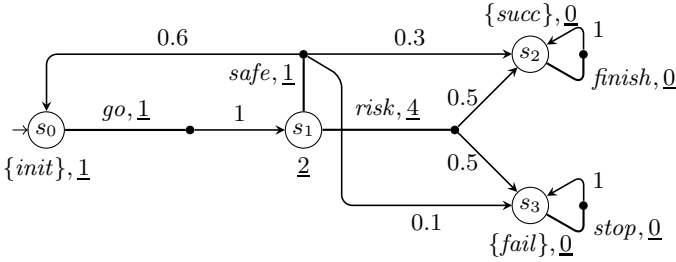 {succ}, 0
1
0.6
0.3
s₂
safe, 1
finish, 0
go, 1
risk, 4
0.5
s₀
1
s₁
{init}, 1
2
0.5
1
s₃
0.1
stop, 0
{fail}, 0